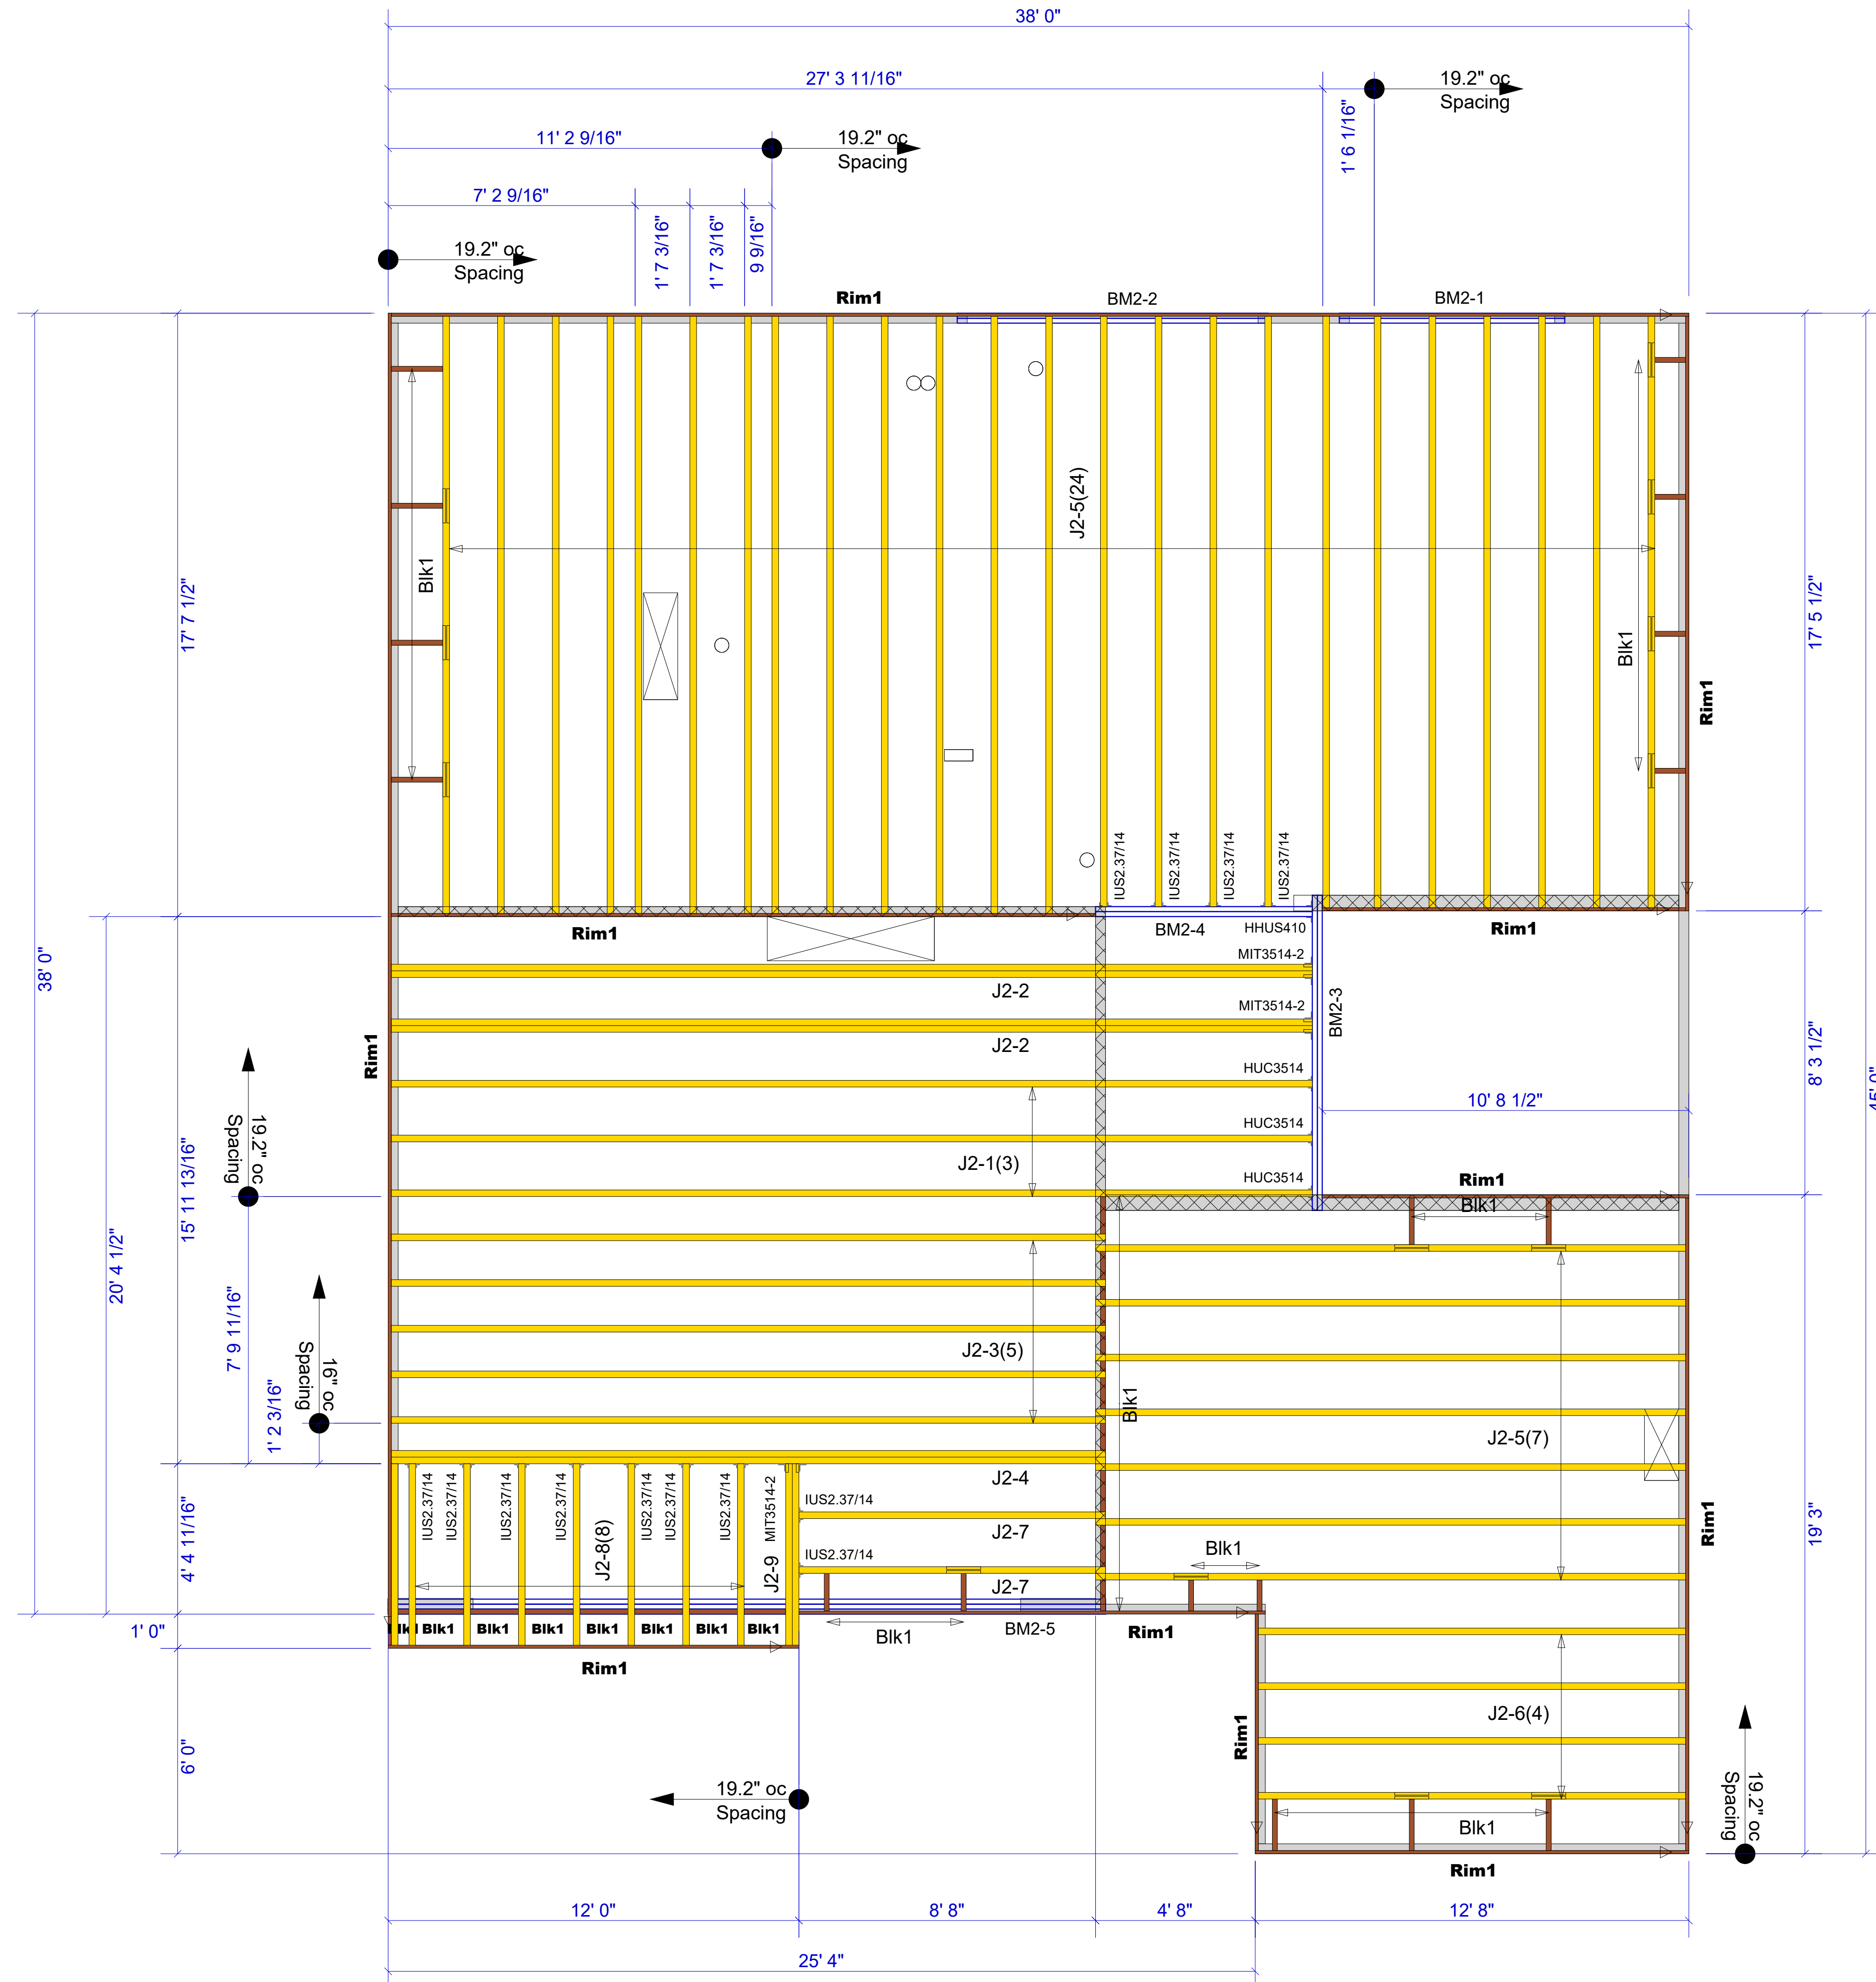 38' 0"
27' 3 11/16"
19.2" oc
Spacing
1' 6 1/16"
11' 2 9/16"
19.2" oc
Spacing
7' 2 9/16"
1' 7 3/16"
1' 7 3/16"
9 9/16"
19.2" oc
Spacing
Rim1
BM2-2
BM2-1
J2-5(24)
Blk1
Blk1
17' 7 1/2"
17' 5 1/2"
Rim1
IUS2.37/14
IUS2.37/14
IUS2.37/14
IUS2.37/14
Rim1
BM2-4
HHUS410
Rim1
MIT3514-2
J2-2
38' 0"
MIT3514-2
BM2-3
J2-2
Rim1
HUC3514
8' 3 1/2"
45' 0"
10' 8 1/2"
19.2" oc
Spacing
HUC3514
J2-1(3)
HUC3514
Rim1
Blk1
15' 11 13/16"
20' 4 1/2"
7' 9 11/16"
16" oc
Spacing
1' 2 3/16"
J2-3(5)
Blk1
J2-5(7)
J2-4
IUS2.37/14
IUS2.37/14
IUS2.37/14
IUS2.37/14
IUS2.37/14
IUS2.37/14
IUS2.37/14
MIT3514-2
IUS2.37/14
J2-7
J2-8(8)
J2-9
IUS2.37/14
J2-7
Blk1
Rim1
19' 3"
4' 4 11/16"
1' 0"
Blk1
Blk1
Blk1
Blk1
Blk1
Blk1
Blk1
Blk1
BM2-5
Rim1
Rim1
6' 0"
Rim1
J2-6(4)
19.2" oc
Spacing
19.2" oc
Spacing
Blk1
Rim1
12' 0"
8' 8"
4' 8"
12' 8"
25' 4"